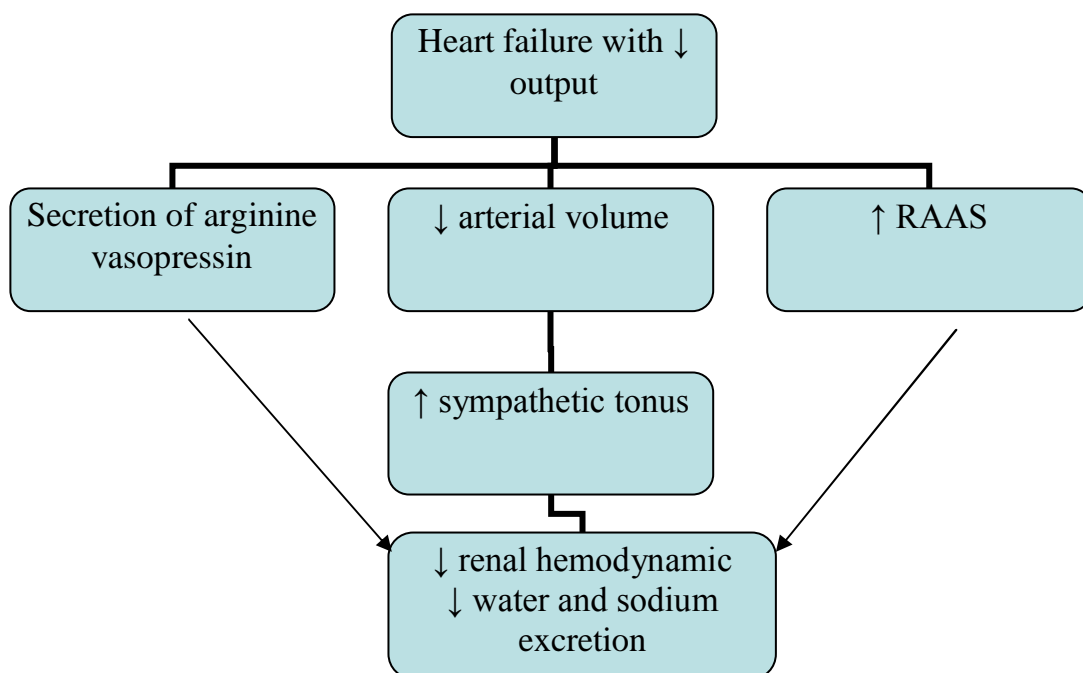 Heart failure with ↓
output
Secretion of arginine
vasopressin
↓ arterial volume
↑ RAAS
↑ sympathetic tonus
↓ renal hemodynamic
↓ water and sodium
excretion